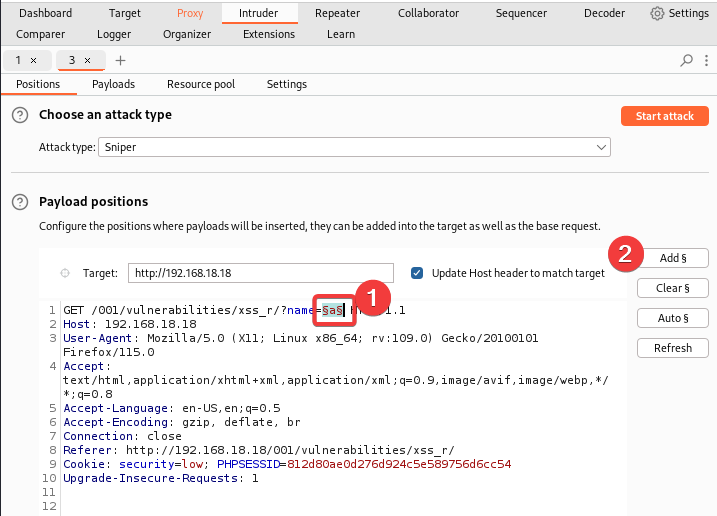 Dashboard Target Proxy Intruder Repeater Collaborator Sequencer Decoder Settings
Comparer Logger Organizer Extensions Learn
1 × 3 × +
Positions Payloads Resource pool Settings
? Choose an attack type
Start attack
Attack type: Sniper
? Payload positions
Configure the positions where payloads will be inserted, they can be added into the target as well as the base request.
2 Add §
Target: http://192.168.18.18 Update Host header to match target
Clear §
1
Auto §
Refresh
1 GET /001/vulnerabilities/xss_r/?name=§a§ 1.1
2 Host: 192.168.18.18
3 User-Agent: Mozilla/5.0 (X11; Linux x86_64; rv:109.0) Gecko/20100101
Firefox/115.0
4 Accept:
text/html,application/xhtml+xml,application/xml;q=0.9,image/avif,image/webp,*/
*;q=0.8
5 Accept-Language: en-US,en;q=0.5
6 Accept-Encoding: gzip, deflate, br
7 Connection: close
8 Referer: http://192.168.18.18/001/vulnerabilities/xss_r/
9 Cookie: security=low; PHPSESSID=812d80ae0d276d924c5e589756d6cc54
10 Upgrade-Insecure-Requests: 1
11
12